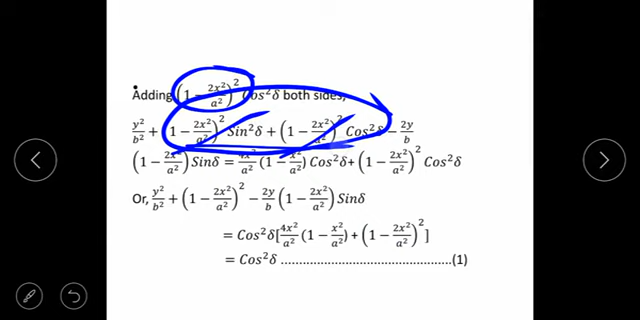 Adding (1 − 2x²/a²)² Cos²δ both sides,
y²/b² + (1 − 2x²/a²)² Sin²δ + (1 − 2x²/a²)² Cos²δ − 2y/b
(1 − 2x²/a²) Sinδ = 4x²/a² (1 − x²/a²) Cos²δ + (1 − 2x²/a²)² Cos²δ
Or, y²/b² + (1 − 2x²/a²)² − 2y/b (1 − 2x²/a²) Sinδ
= Cos²δ[4x²/a² (1 − x²/a²) + (1 − 2x²/a²)²]
= Cos²δ ...................................................(1)